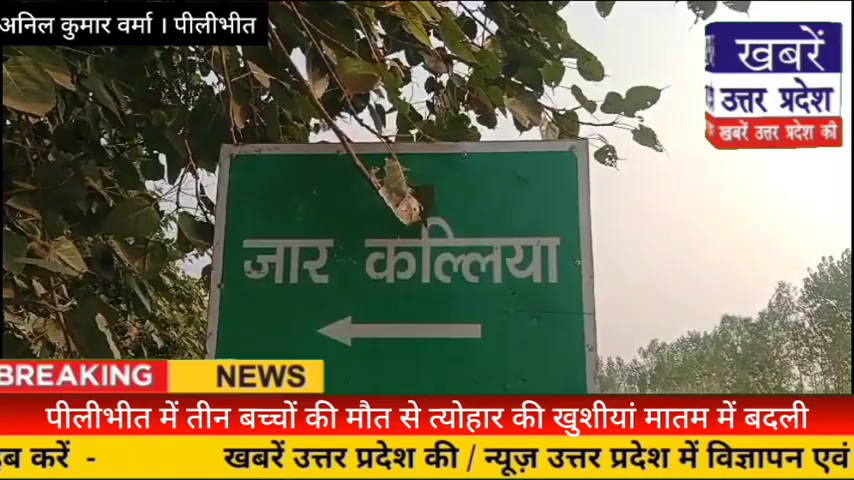 अनिल कुमार वर्मा । पीलीभीत
खबरें
उत्तर प्रदेश
खबरें उत्तर प्रदेश की
जार कल्लिया
BREAKING NEWS
पीलीभीत में तीन बच्चों की मौत से त्योहार की खुशीयां मातम में बदली
करें - खबरें उत्तर प्रदेश की / न्यूज़ उत्तर प्रदेश में विज्ञापन एवं